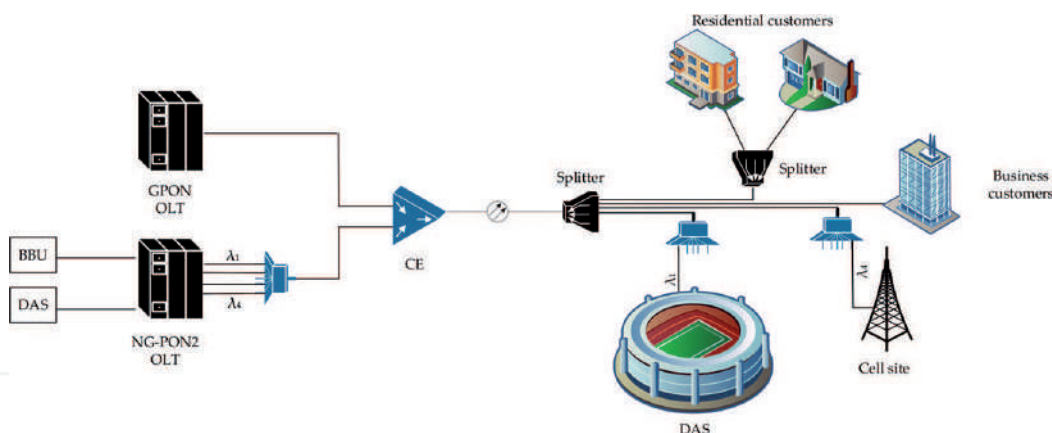 Residential customers
GPON
OLT
Splitter
Splitter
Business
customers
BBU
DAS
λ1
λ4
NG-PON2
OLT
CE
λ1
λ4
DAS
Cell site